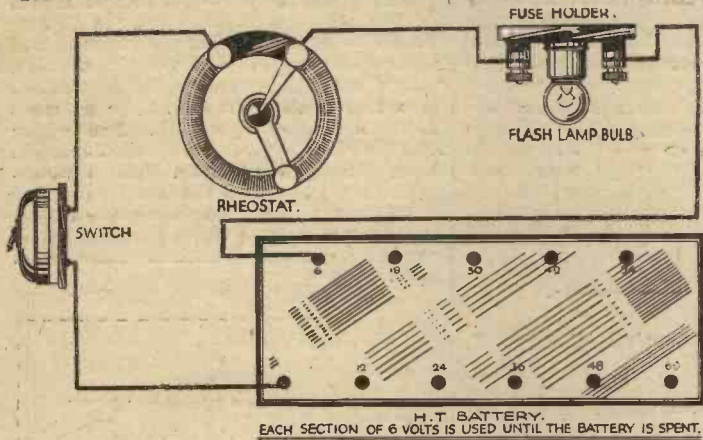 FUSE HOLDER.
FLASH LAMP BULB.
RHEOSTAT.
SWITCH
6 18 30 42 54
12 24 36 48 60
H.T BATTERY.
EACH SECTION OF 6 VOLTS IS USED UNTIL THE BATTERY IS SPENT.